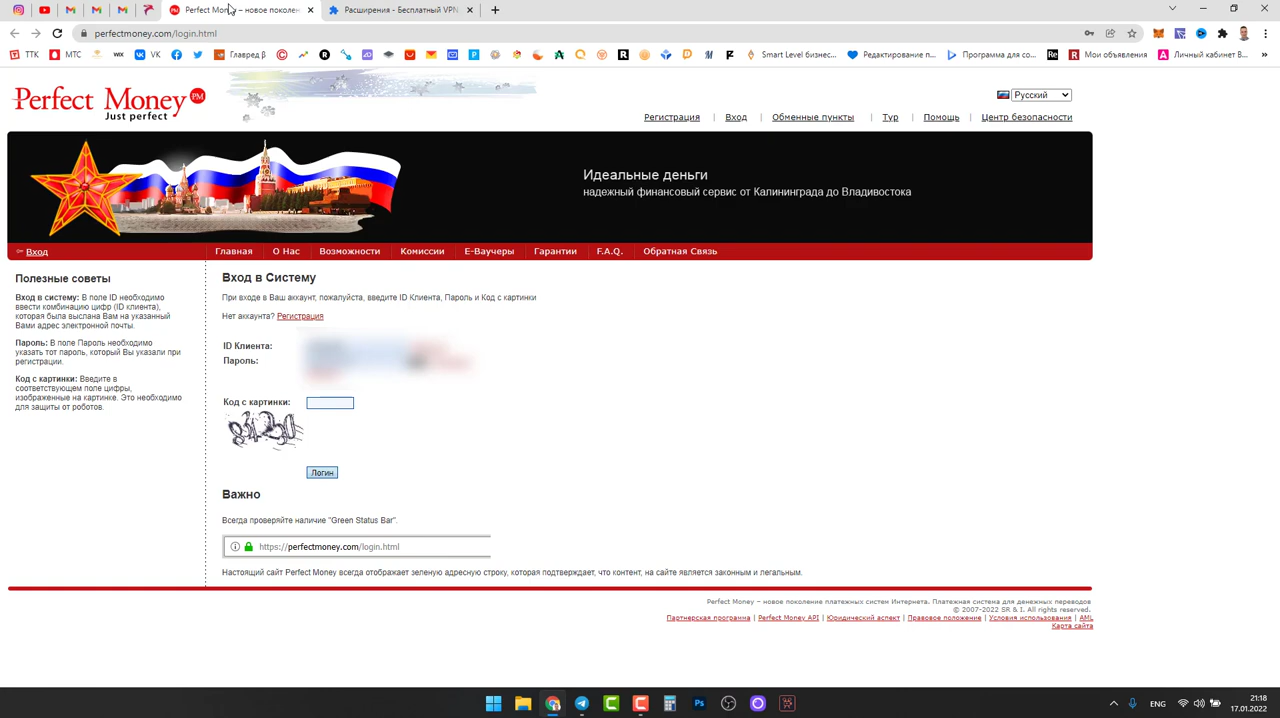 Perfect Money – новое поколен
Расширения - Бесплатный VPN
perfectmoney.com/login.html
ТТК
МТС
WIX
VK
Главред β
Smart Level бизнес...
Редактирование п...
Программа для со...
Re
Мои объявления
Личный кабинет В...
Perfect Money PM
Just perfect
Русский
Регистрация | Вход | Обменные пункты | Тур | Помощь | Центр безопасности
Идеальные деньги
надежный финансовый сервис от Калининграда до Владивостока
Вход
Главная
О Нас
Возможности
Комиссии
Е-Ваучеры
Гарантии
F.A.Q.
Обратная Связь
Полезные советы
Вход в систему: В поле ID необходимо
ввести комбинацию цифр (ID клиента),
которая была выслана Вам на указанный
Вами адрес электронной почты.
Пароль: В поле Пароль необходимо
указать тот пароль, который Вы указали при
регистрации.
Код с картинки: Введите в
соответствующем поле цифры,
изображенные на картинке. Это необходимо
для защиты от роботов.
Вход в Систему
При входе в Ваш аккаунт, пожалуйста, введите ID Клиента, Пароль и Код с картинки
Нет аккаунта? Регистрация
ID Клиента:
Пароль:
Код с картинки:
Логин
Важно
Всегда проверяйте наличие "Green Status Bar".
https://perfectmoney.com/login.html
Настоящий сайт Perfect Money всегда отображает зеленую адресную строку, которая подтверждает, что контент, на сайте является законным и легальным.
Perfect Money – новое поколение платежных систем Интернета. Платежная система для денежных переводов
© 2007-2022 SR & I. All rights reserved.
Партнерская программа | Perfect Money API | Юридический аспект | Правовое положение | Условия использования | AML
Карта сайта
ENG
21:18
17.01.2022